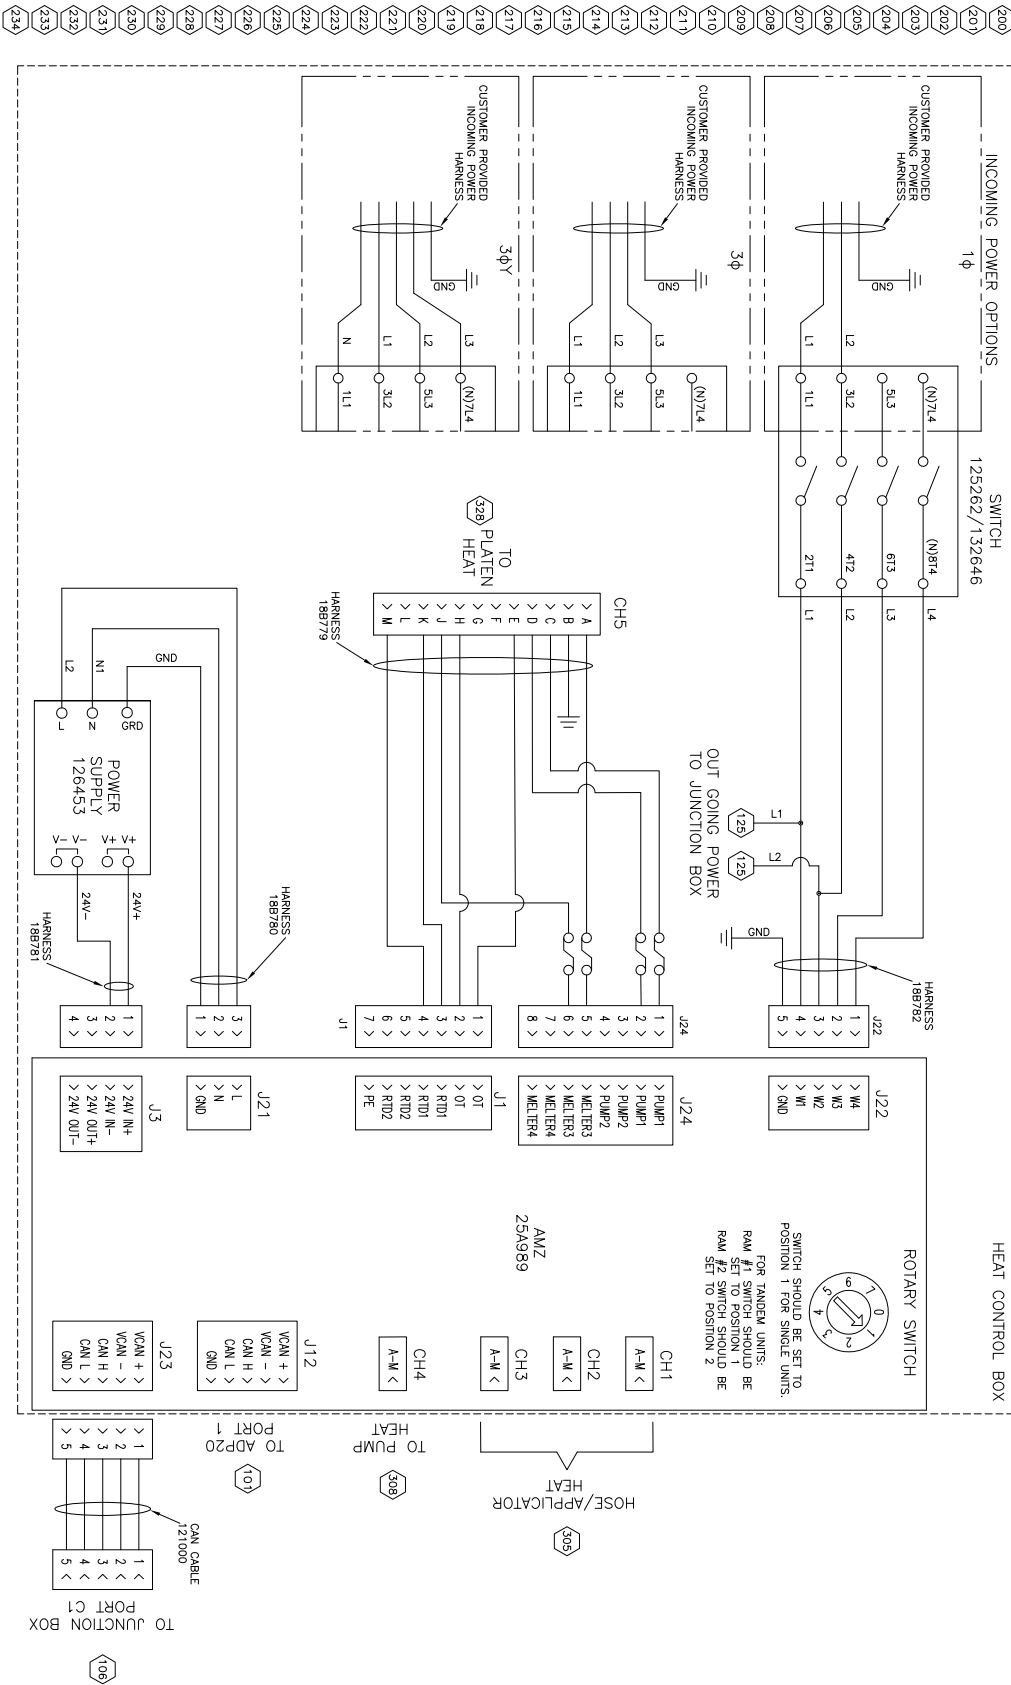 200
201
202
203
204
205
206
207
208
209
210
211
212
213
214
215
216
217
218
219
220
221
222
223
224
225
226
227
228
229
230
231
232
233
234
HEAT CONTROL BOX
INCOMING POWER OPTIONS
1ϕ
CUSTOMER PROVIDED
INCOMING POWER
HARNESS
GND
L2
L1
(N)7L4
5L3
3L2
1L1
SWITCH
125262/132646
(N)8T4
6T3
4T2
2T1
L4
L3
L2
L1
3ϕ
CUSTOMER PROVIDED
INCOMING POWER
HARNESS
GND
L3
L2
L1
(N)7L4
5L3
3L2
1L1
3ϕY
CUSTOMER PROVIDED
INCOMING POWER
HARNESS
GND
L3
L2
L1
N
(N)7L4
5L3
3L2
1L1
OUT GOING POWER
TO JUNCTION BOX
125
L1
125
L2
GND
HARNESS
18B782
J22
1 >
2 >
3 >
4 >
5 >
J22
> W4
> W3
> W2
> W1
> GND
ROTARY SWITCH
0
1
2
3
4
5
6
7
SWITCH SHOULD BE SET TO
POSITION 1 FOR SINGLE UNITS.
FOR TANDEM UNITS:
RAM #1 SWITCH SHOULD BE
SET TO POSITION 1
RAM #2 SWITCH SHOULD BE
SET TO POSITION 2
TO
PLATEN
HEAT
328
CH5
> A
> B
> C
> D
> E
> F
> G
> H
> J
> K
> L
> M
HARNESS
18B779
J24
1 >
2 >
3 >
4 >
5 >
6 >
7 >
8 >
J24
> PUMP1
> PUMP1
> PUMP2
> PUMP2
> MELTER3
> MELTER3
> MELTER4
> MELTER4
J1
1 >
2 >
3 >
4 >
5 >
6 >
7 >
J1
> OT
> OT
> RTD1
> RTD1
> RTD2
> RTD2
> PE
AMZ
25A989
CH1
A-M <
CH2
A-M <
CH3
A-M <
HOSE/APPLICATOR
HEAT
305
CH4
A-M <
TO PUMP
HEAT
308
L2
N1
GND
L
N
GRD
POWER
SUPPLY
126453
V+
V+
V-
V-
24V+
24V-
HARNESS
18B780
HARNESS
18B781
3 >
2 >
1 >
J21
> L
> N
> GND
1 >
2 >
3 >
4 >
J3
> 24V IN+
> 24V IN-
> 24V OUT+
> 24V OUT-
J12
VCAN + >
VCAN - >
CAN H >
CAN L >
GND >
TO ADP20
PORT 1
101
J23
VCAN + >
VCAN - >
CAN H >
CAN L >
GND >
> 1
> 2
> 3
> 4
> 5
CAN CABLE
121000
1 <
2 <
3 <
4 <
5 <
TO JUNCTION BOX
PORT C1
106